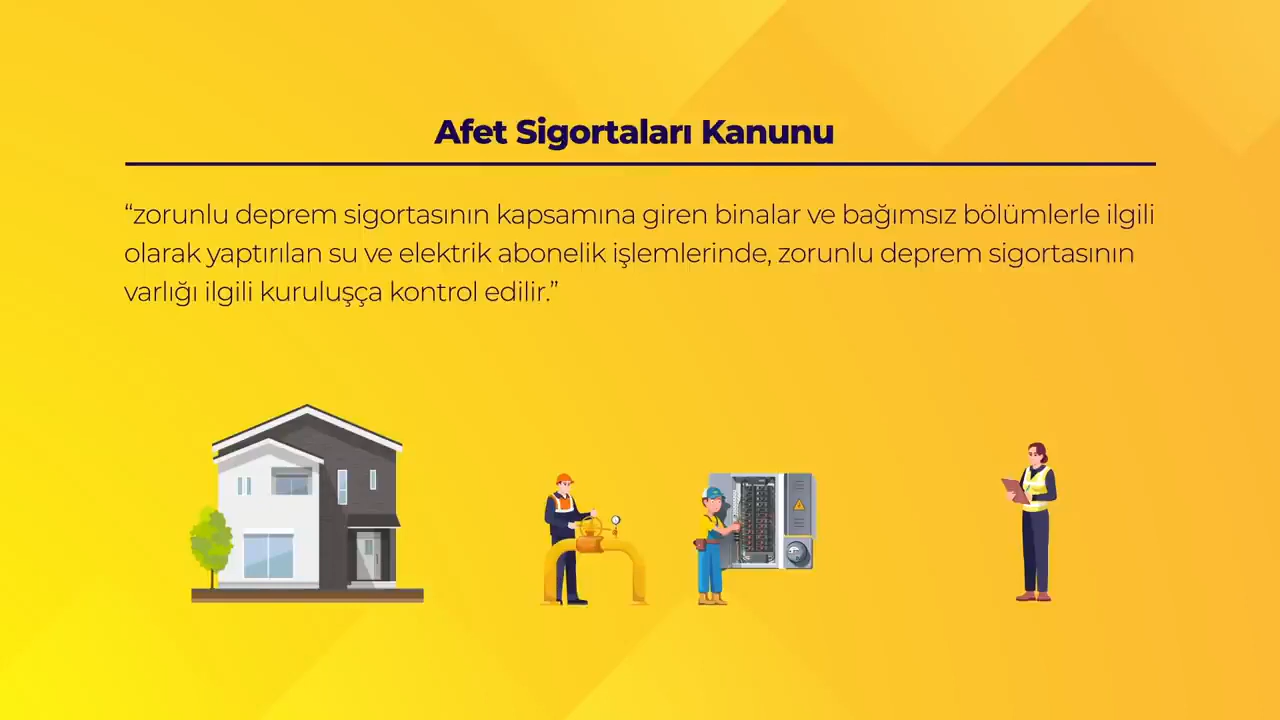 Afet Sigortaları Kanunu
“zorunlu deprem sigortasının kapsamına giren binalar ve bağımsız bölümlerle ilgili
olarak yaptırılan su ve elektrik abonelik işlemlerinde, zorunlu deprem sigortasının
varlığı ilgili kuruluşça kontrol edilir.”